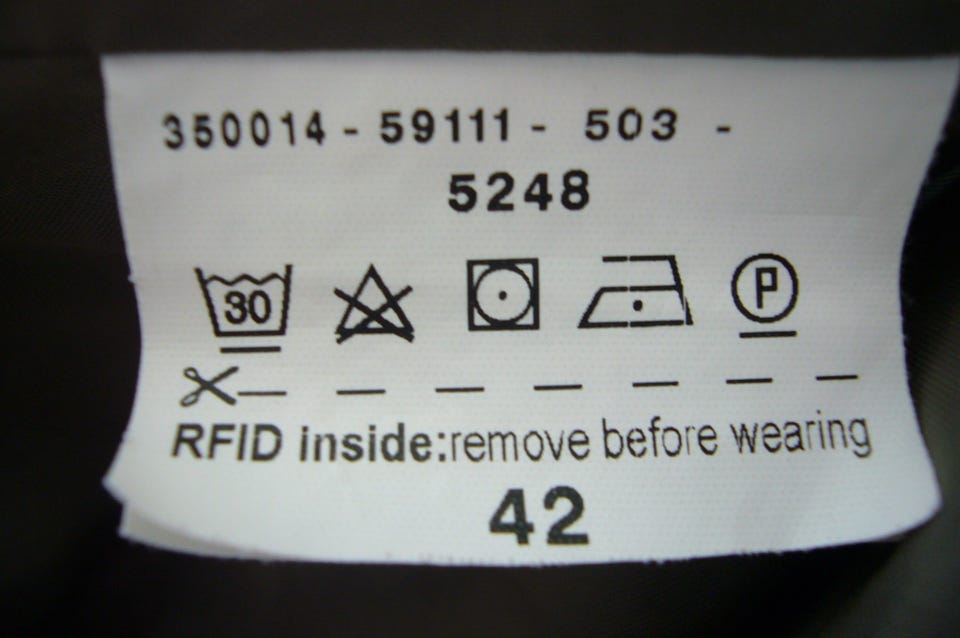 350014 - 59111 - 503 -
5248
30 P
RFID inside:remove before wearing
42